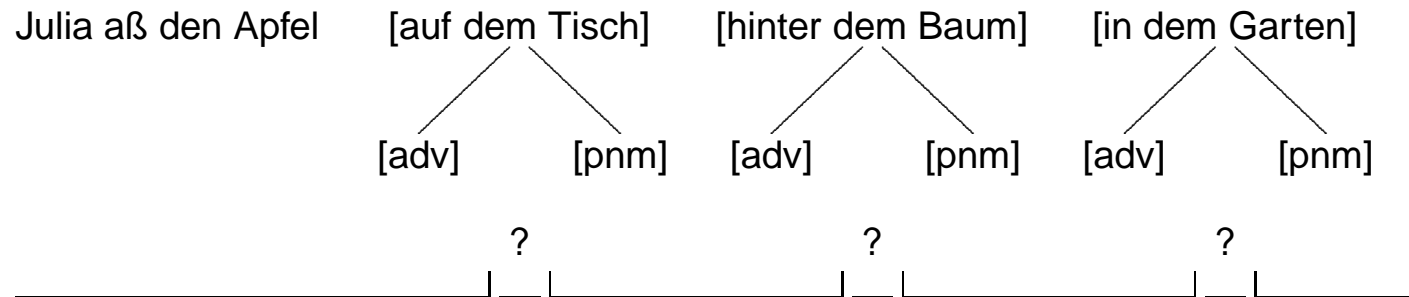 Julia aß den Apfel [auf dem Tisch] [hinter dem Baum] [in dem Garten]
[adv] [pnm] [adv] [pnm] [adv] [pnm]
? ? ?